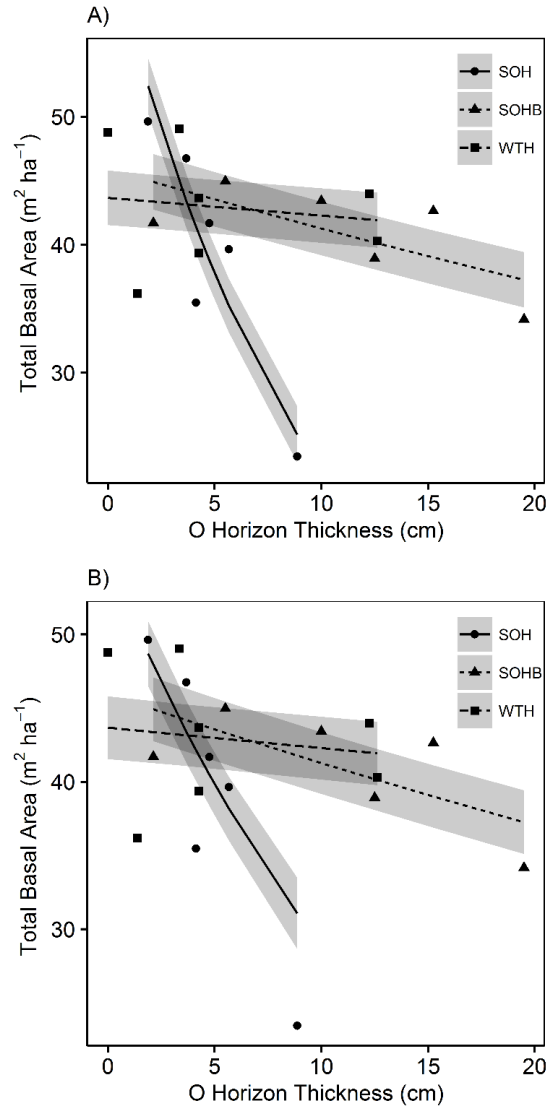 A)
Total Basal Area (m² ha⁻¹)
50
40
30
0 5 10 15 20
O Horizon Thickness (cm)
SOH
SOHB
WTH
B)
Total Basal Area (m² ha⁻¹)
50
40
30
0 5 10 15 20
O Horizon Thickness (cm)
SOH
SOHB
WTH